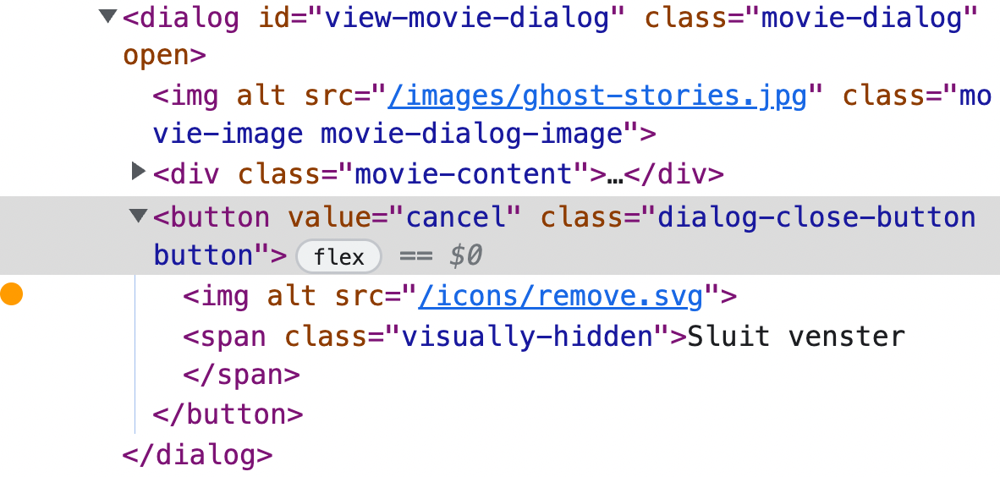 ▼<dialog id="view-movie-dialog" class="movie-dialog"
open>
<img alt src="/images/ghost-stories.jpg" class="mo
vie-image movie-dialog-image">
▶<div class="movie-content">…</div>
▼<button value="cancel" class="dialog-close-button
button"> flex == $0
<img alt src="/icons/remove.svg">
<span class="visually-hidden">Sluit venster
</span>
</button>
</dialog>